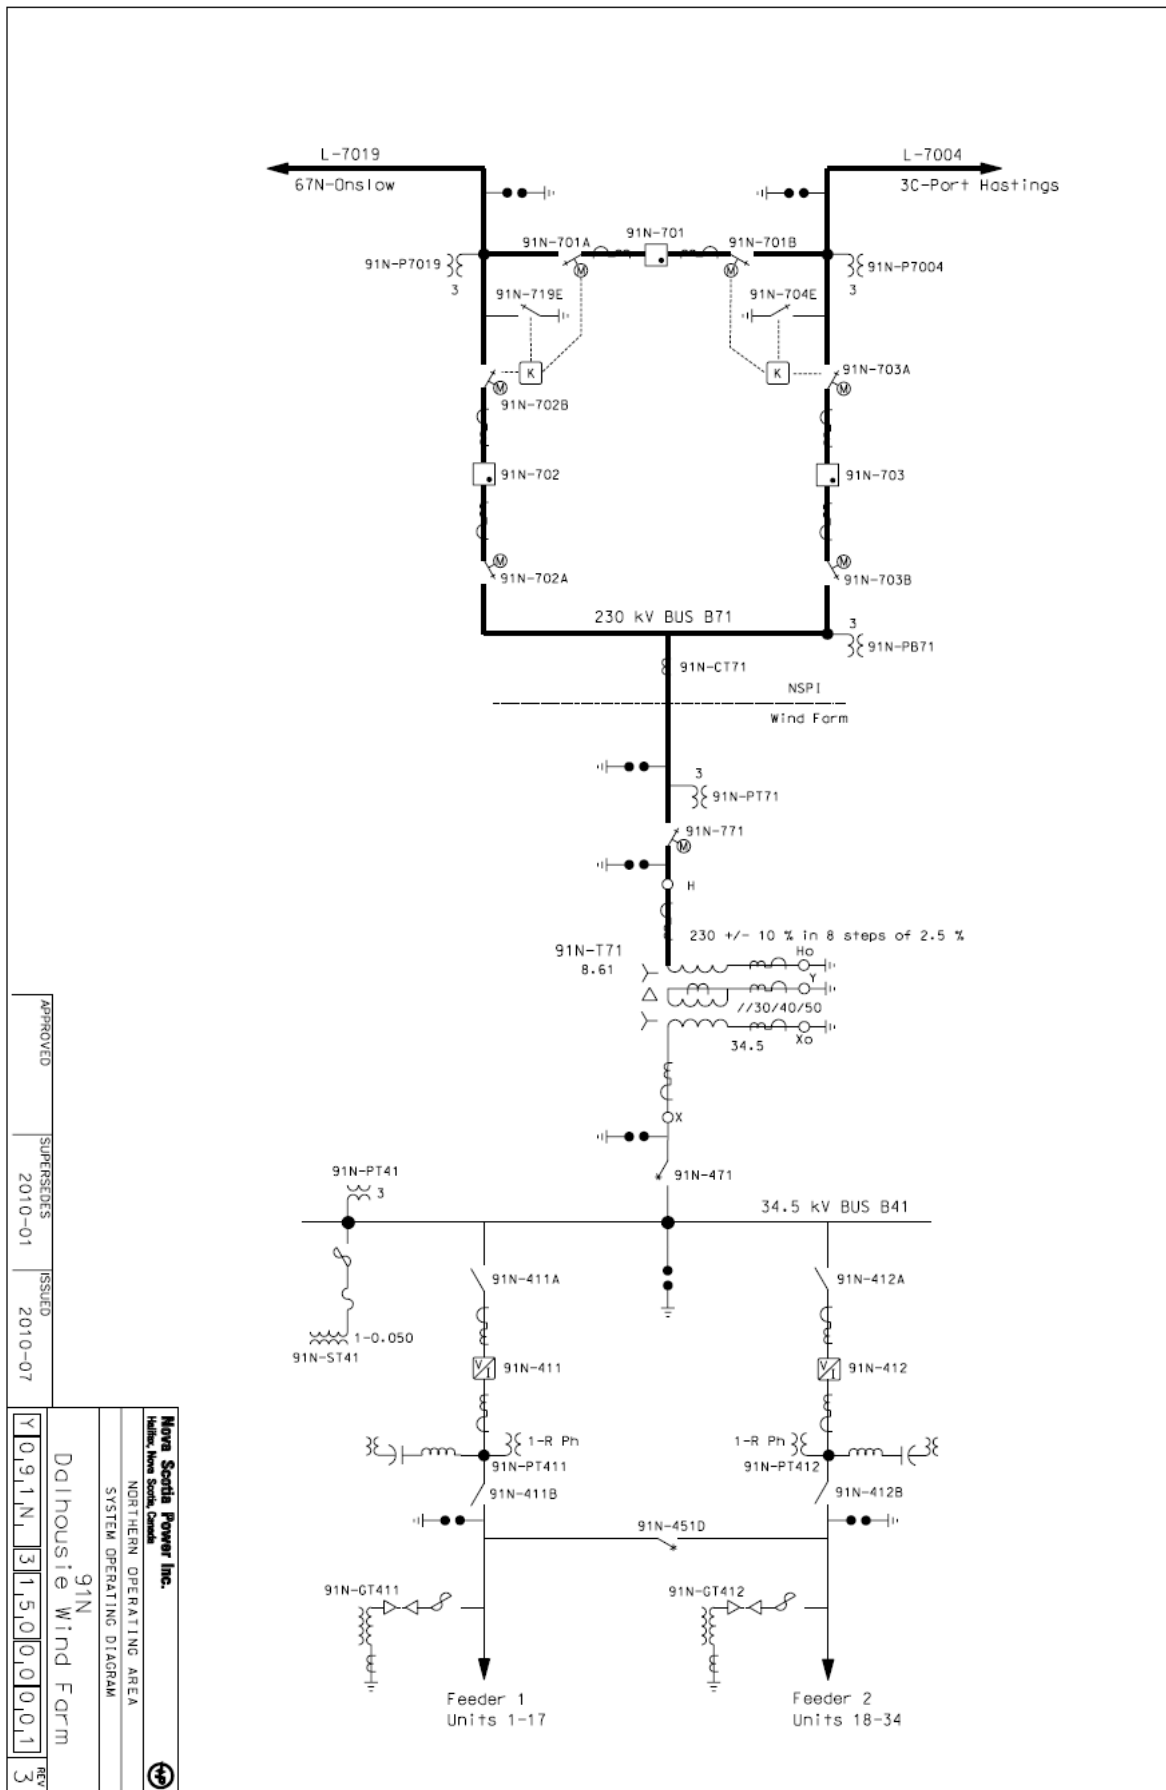 L-7019
67N-Onslow
L-7004
3C-Port Hastings
91N-701A
91N-701
91N-701B
91N-P7019
3
91N-P7004
3
M
M
91N-719E
91N-704E
K
K
M
91N-702B
91N-703A
M
91N-702
91N-703
M
91N-702A
M
91N-703B
230 kV BUS B71
3
91N-PB71
91N-CT71
NSPI
Wind Farm
3
91N-PT71
91N-771
M
H
230 +/- 10 % in 8 steps of 2.5 %
91N-T71
8.61
Ho
Y
//30/40/50
34.5
Xo
X
91N-471
91N-PT41
3
34.5 kV BUS B41
91N-411A
91N-412A
1-0.050
91N-ST41
V
I
91N-411
V
I
91N-412
1-R Ph
91N-PT411
1-R Ph
91N-PT412
91N-411B
91N-412B
91N-451D
91N-GT411
91N-GT412
Feeder 1
Units 1-17
Feeder 2
Units 18-34
APPROVED
SUPERSEDES
2010-01
ISSUED
2010-07
Nova Scotia Power Inc.
Halifax, Nova Scotia, Canada
NORTHERN OPERATING AREA
SYSTEM OPERATING DIAGRAM
91N
Dalhousie Wind Farm
Y091N3150001
REV
3